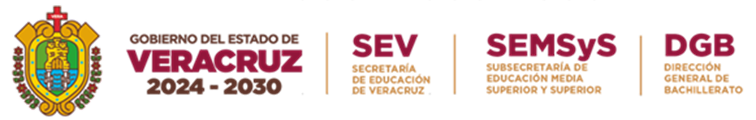 GOBIERNO DEL ESTADO DE
VERACRUZ
2024 - 2030
SEV
SECRETARÍA
DE EDUCACIÓN
DE VERACRUZ
SEMSyS
SUBSECRETARÍA DE
EDUCACIÓN MEDIA
SUPERIOR Y SUPERIOR
DGB
DIRECCIÓN
GENERAL DE
BACHILLERATO